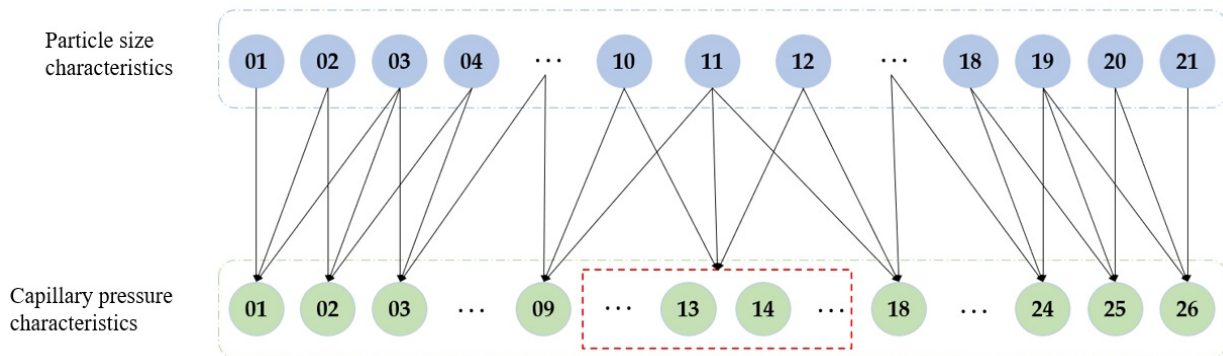 Particle size
characteristics
01 02 03 04 ... 10 11 12 ... 18 19 20 21
Capillary pressure
characteristics
01 02 03 ... 09 ... 13 14 ... 18 ... 24 25 26